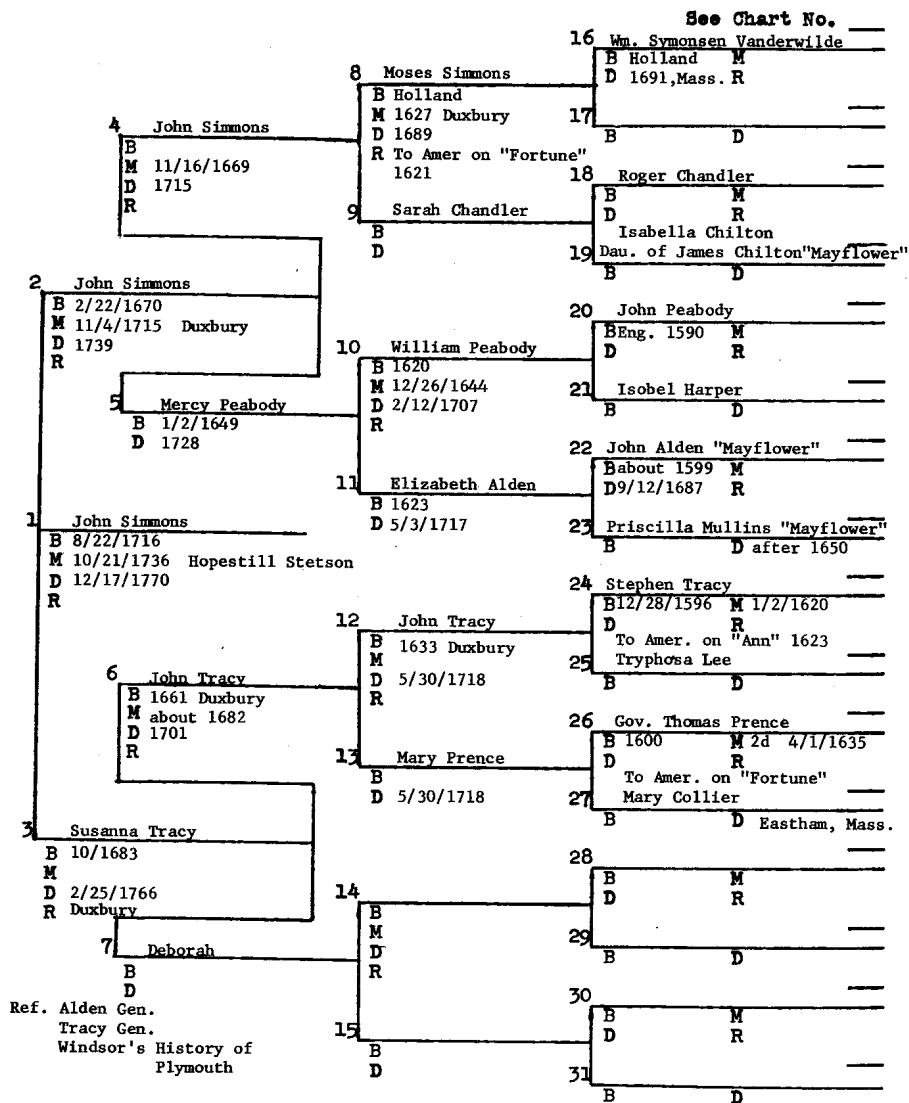 See Chart No.
16 Wm. Symonsen Vanderwilde
B Holland M
D 1691,Mass. R
17
B D
8 Moses Simmons
B Holland
M 1627 Duxbury
D 1689
R To Amer on "Fortune"
1621
4 John Simmons
B
M 11/16/1669
D 1715
R
18 Roger Chandler
B M
D R
9 Sarah Chandler
B
D
Isabella Chilton
19 Dau. of James Chilton"Mayflower"
B D
2 John Simmons
B 2/22/1670
M 11/4/1715 Duxbury
D 1739
R
20 John Peabody
B Eng. 1590 M
D R
10 William Peabody
B 1620
M 12/26/1644
D 2/12/1707
R
21 Isobel Harper
B D
5 Mercy Peabody
B 1/2/1649
D 1728
22 John Alden "Mayflower"
B about 1599 M
D 9/12/1687 R
11 Elizabeth Alden
B 1623
D 5/3/1717
23 Priscilla Mullins "Mayflower"
B D after 1650
1 John Simmons
B 8/22/1716
M 10/21/1736 Hopestill Stetson
D 12/17/1770
R
24 Stephen Tracy
B 12/28/1596 M 1/2/1620
D R
To Amer. on "Ann" 1623
25 Tryphosa Lee
B D
12 John Tracy
B 1633 Duxbury
M
D 5/30/1718
R
6 John Tracy
B 1661 Duxbury
M about 1682
D 1701
R
26 Gov. Thomas Prence
B 1600 M 2d 4/1/1635
D R
To Amer. on "Fortune"
27 Mary Collier
B D Eastham, Mass.
13 Mary Prence
B
D 5/30/1718
3 Susanna Tracy
B 10/1683
M
D 2/25/1766
R Duxbury
28
B M
D R
14
B
M
D
R
29
B D
7 Deborah
B
D
30
B M
D R
15
B
D
31
B D
Ref. Alden Gen.
Tracy Gen.
Windsor's History of
Plymouth